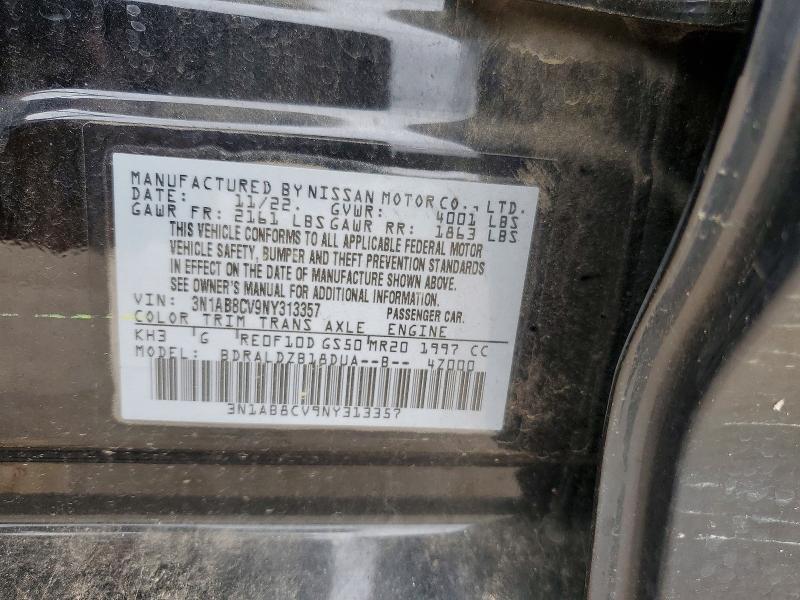 MANUFACTURED BY NISSAN MOTOR CO., LTD.
DATE: 11/22. GVWR: 4001 LBS
GAWR FR: 2161 LBS GAWR RR: 1863 LBS
THIS VEHICLE CONFORMS TO ALL APPLICABLE FEDERAL MOTOR
VEHICLE SAFETY, BUMPER AND THEFT PREVENTION STANDARDS
IN EFFECT ON THE DATE OF MANUFACTURE SHOWN ABOVE.
SEE OWNER'S MANUAL FOR ADDITIONAL INFORMATION.
VIN: 3N1AB8CV9NY313357 PASSENGER CAR.
COLOR TRIM TRANS AXLE ENGINE
KH3 G RE0F10D GS50 MR20 1997 CC
MODEL: BDRALDZB18DUA--B-- 4Z000
3N1AB8CV9NY313357